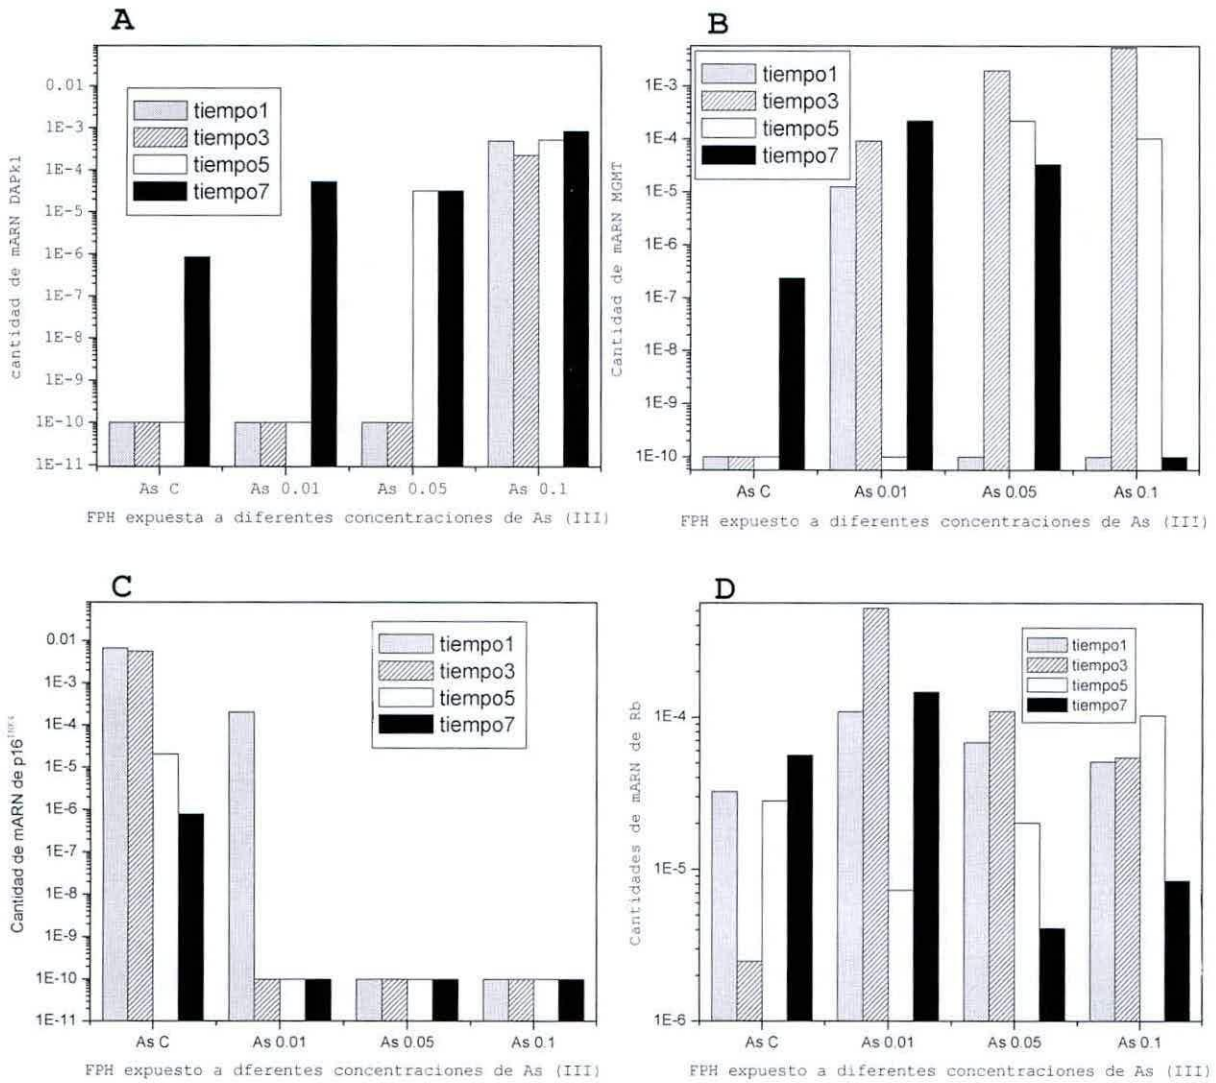 A
cantidad de mARN DAPk1
0.01
1E-3
1E-4
1E-5
1E-6
1E-7
1E-8
1E-9
1E-10
1E-11
tiempo1
tiempo3
tiempo5
tiempo7
As C
As 0.01
As 0.05
As 0.1
FPH expuesta a diferentes concentraciones de As (III)
B
Cantidad de mARN MGMT
1E-3
1E-4
1E-5
1E-6
1E-7
1E-8
1E-9
1E-10
tiempo1
tiempo3
tiempo5
tiempo7
As C
As 0.01
As 0.05
As 0.1
FPH expuesto a diferentes concentraciones de As (III)
C
Cantidad de mARN de p16
0.01
1E-3
1E-4
1E-5
1E-6
1E-7
1E-8
1E-9
1E-10
1E-11
tiempo1
tiempo3
tiempo5
tiempo7
As C
As 0.01
As 0.05
As 0.1
FPH expuesto a dferentes concentraciones de As (III)
D
Cantidades de mARN de Rb
1E-4
1E-5
1E-6
tiempo1
tiempo3
tiempo5
tiempo7
As C
As 0.01
As 0.05
As 0.1
FPH expuesto a diferentes concentraciones de As (III)